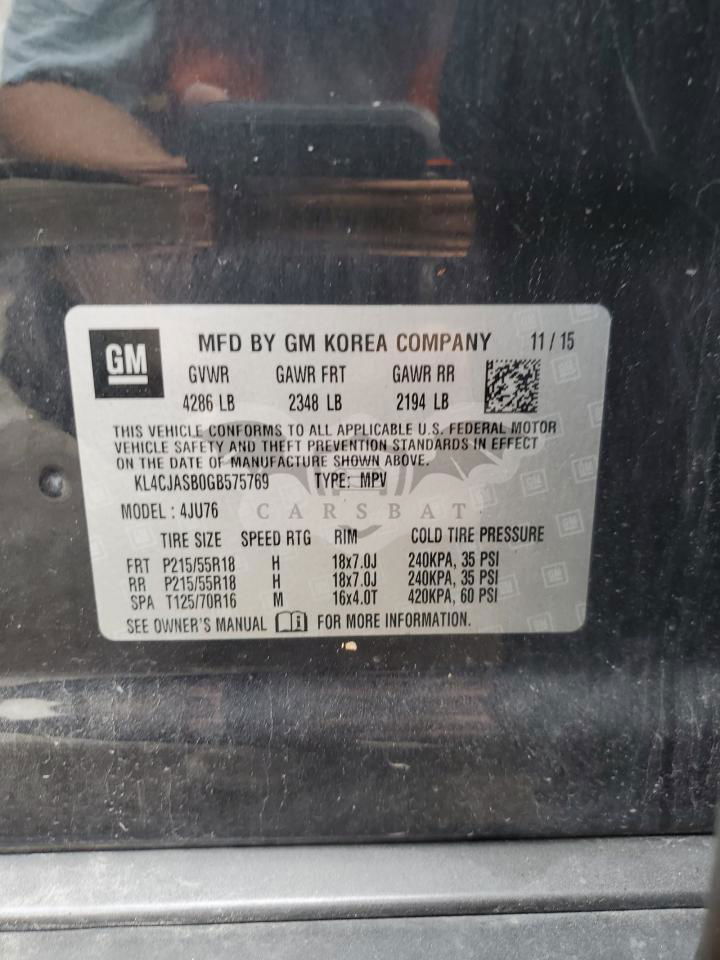 GM MFD BY GM KOREA COMPANY 11 / 15
GVWR GAWR FRT GAWR RR
4286 LB 2348 LB 2194 LB
THIS VEHICLE CONFORMS TO ALL APPLICABLE U.S. FEDERAL MOTOR
VEHICLE SAFETY AND THEFT PREVENTION STANDARDS IN EFFECT
ON THE DATE OF MANUFACTURE SHOWN ABOVE.
KL4CJASB0GB575769 TYPE: MPV
MODEL : 4JU76
CARSBAT
TIRE SIZE SPEED RTG RIM COLD TIRE PRESSURE
FRT P215/55R18 H 18x7.0J 240KPA, 35 PSI
RR P215/55R18 H 18x7.0J 240KPA, 35 PSI
SPA T125/70R16 M 16x4.0T 420KPA, 60 PSI
SEE OWNER'S MANUAL i FOR MORE INFORMATION.